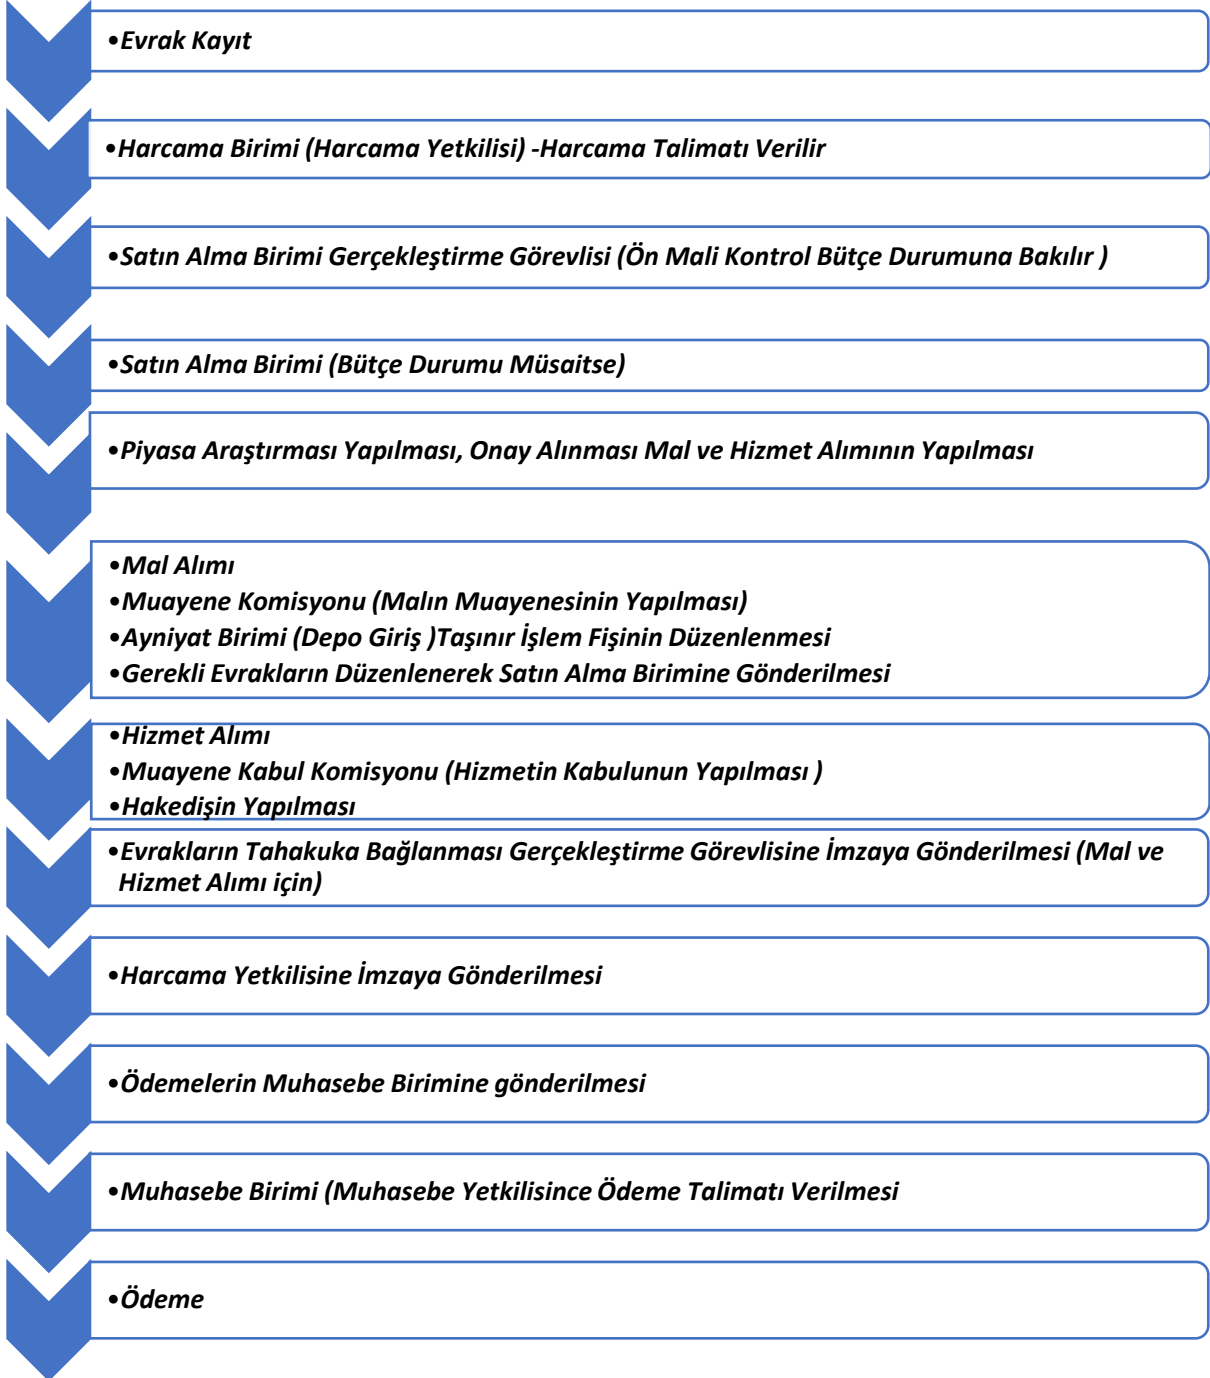 •Evrak Kayıt
•Harcama Birimi (Harcama Yetkilisi) -Harcama Talimatı Verilir
•Satın Alma Birimi Gerçekleştirme Görevlisi (Ön Mali Kontrol Bütçe Durumuna Bakılır )
•Satın Alma Birimi (Bütçe Durumu Müsaitse)
•Piyasa Araştırması Yapılması, Onay Alınması Mal ve Hizmet Alımının Yapılması
•Mal Alımı
•Muayene Komisyonu (Malın Muayenesinin Yapılması)
•Ayniyat Birimi (Depo Giriş )Taşınır İşlem Fişinin Düzenlenmesi
•Gerekli Evrakların Düzenlenerek Satın Alma Birimine Gönderilmesi
•Hizmet Alımı
•Muayene Kabul Komisyonu (Hizmetin Kabulunun Yapılması )
•Hakedişin Yapılması
•Evrakların Tahakuka Bağlanması Gerçekleştirme Görevlisine İmzaya Gönderilmesi (Mal ve
Hizmet Alımı için)
•Harcama Yetkilisine İmzaya Gönderilmesi
•Ödemelerin Muhasebe Birimine gönderilmesi
•Muhasebe Birimi (Muhasebe Yetkilisince Ödeme Talimatı Verilmesi
•Ödeme